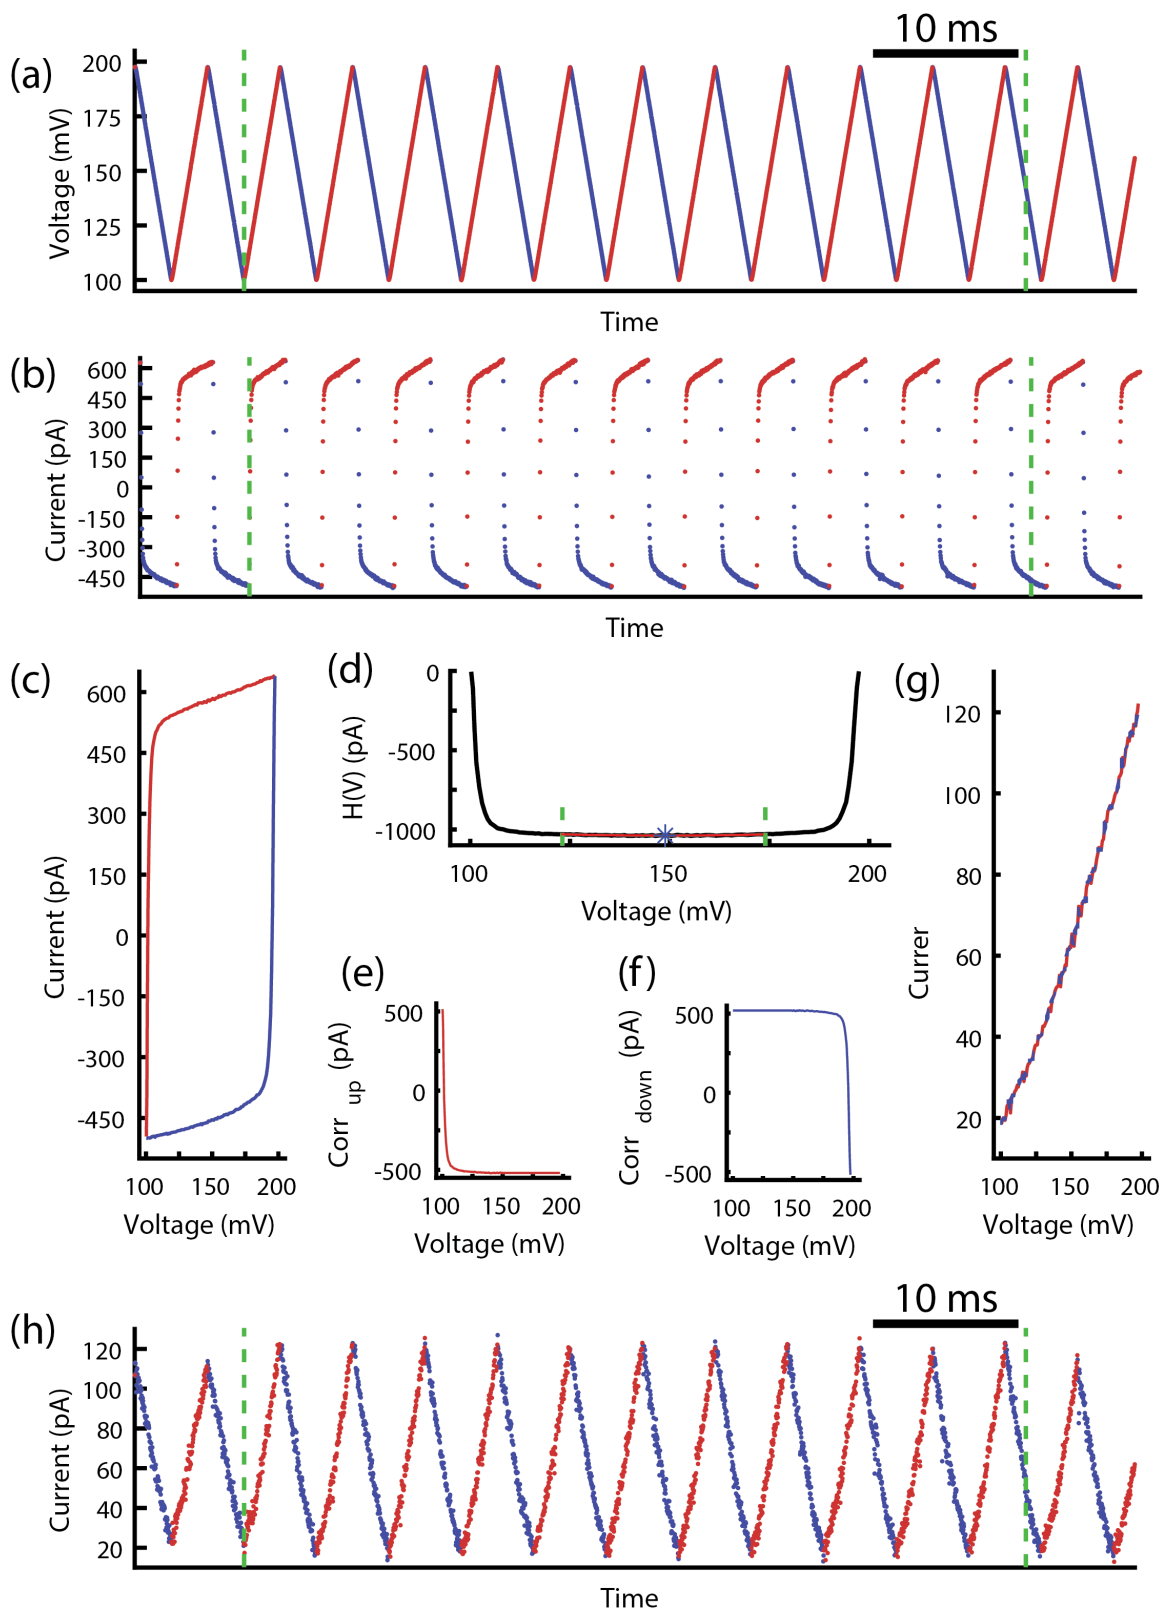 10 ms
(a)
200
175
150
125
100
Voltage (mV)
Time
(b)
600
450
300
150
0
-150
-300
-450
Current (pA)
Time
(c)
600
450
300
150
0
-150
-300
-450
Current (pA)
100 150 200
Voltage (mV)
(d)
0
-500
-1000
H(V) (pA)
100 150 200
Voltage (mV)
(e)
500
0
-500
Corr up (pA)
100 150 200
Voltage (mV)
(f)
500
0
-500
Corr down (pA)
100 150 200
Voltage (mV)
(g)
120
100
80
60
40
20
Currer
100 150 200
Voltage (mV)
10 ms
(h)
120
100
80
60
40
20
Current (pA)
Time